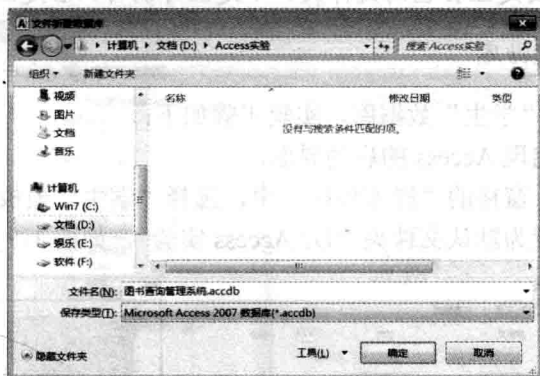 文件新建数据库
计算机 ▸ 文档 (D:) ▸ Access实验
搜索 Access实验
组织 新建文件夹
名称 修改日期 类型
没有与搜索条件匹配的项。
视频
图片
文档
音乐
计算机
Win7 (C:)
文档 (D:)
娱乐 (E:)
软件 (F:)
文件名(N): 图书查询管理系统.accdb
保存类型(T): Microsoft Access 2007 数据库(*.accdb)
隐藏文件夹 工具(L) 确定 取消